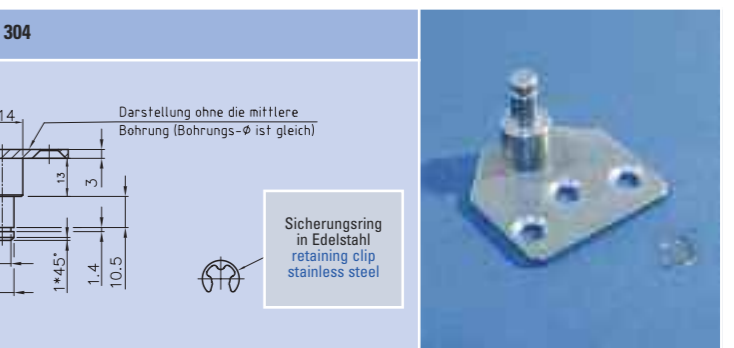 304
14
Darstellung ohne die mittlere
Bohrung (Bohrungs-Ø ist gleich)
13
3
1*45°
1.4
10.5
Sicherungsring
in Edelstahl
retaining clip
stainless steel